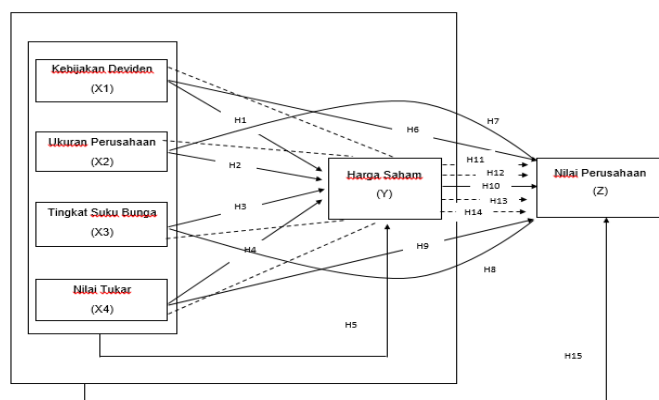 Kebijakan Deviden
(X1)
H1
H6
H7
Ukuran Perusahaan
(X2)
H2
Harga Saham
(Y)
H11
H12
H10
H13
H14
Nilai Perusahaan
(Z)
Tingkat Suku Bunga
(X3)
H3
H4
H9
H8
Nilai Tukar
(X4)
H5
H15